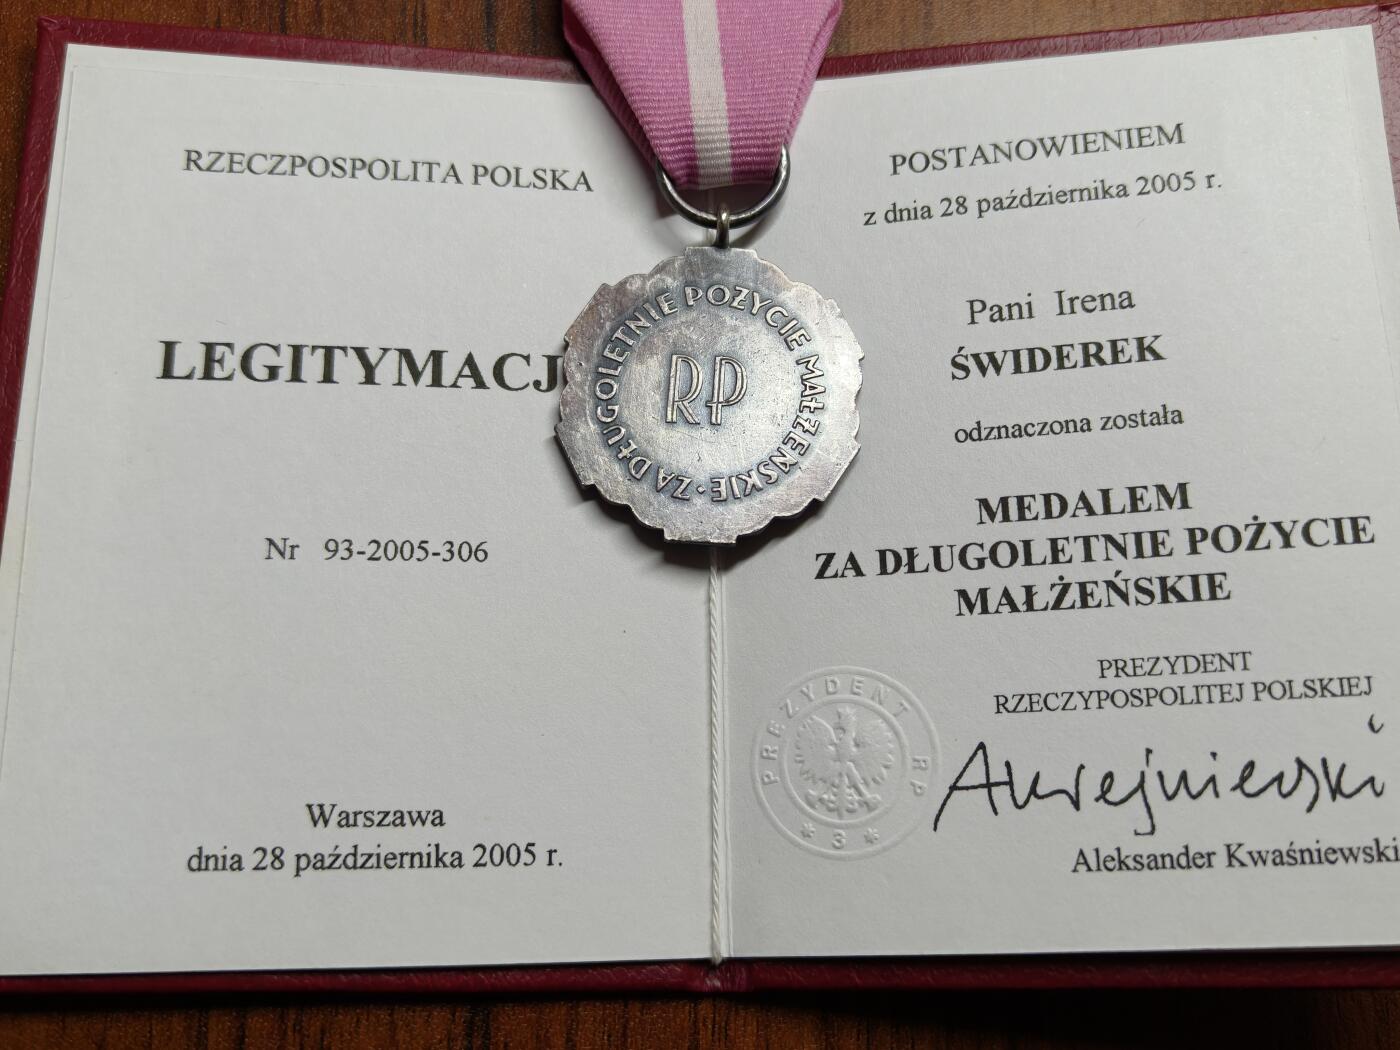 RZECZPOSPOLITA POLSKA
LEGITYMACJ
Nr 93-2005-306
Warszawa
dnia 28 października 2005 r.
ZA DŁUGOLETNIE POŻYCIE MAŁŻEŃSKIE
RP
POSTANOWIENIEM
z dnia 28 października 2005 r.
Pani Irena
ŚWIDEREK
odznaczona została
MEDALEM
ZA DŁUGOLETNIE POŻYCIE
MAŁŻEŃSKIE
PREZYDENT
RZECZYPOSPOLITEJ POLSKIEJ
PREZYDENT RP
* 3 *
AKwaśniewski
Aleksander Kwaśniewski